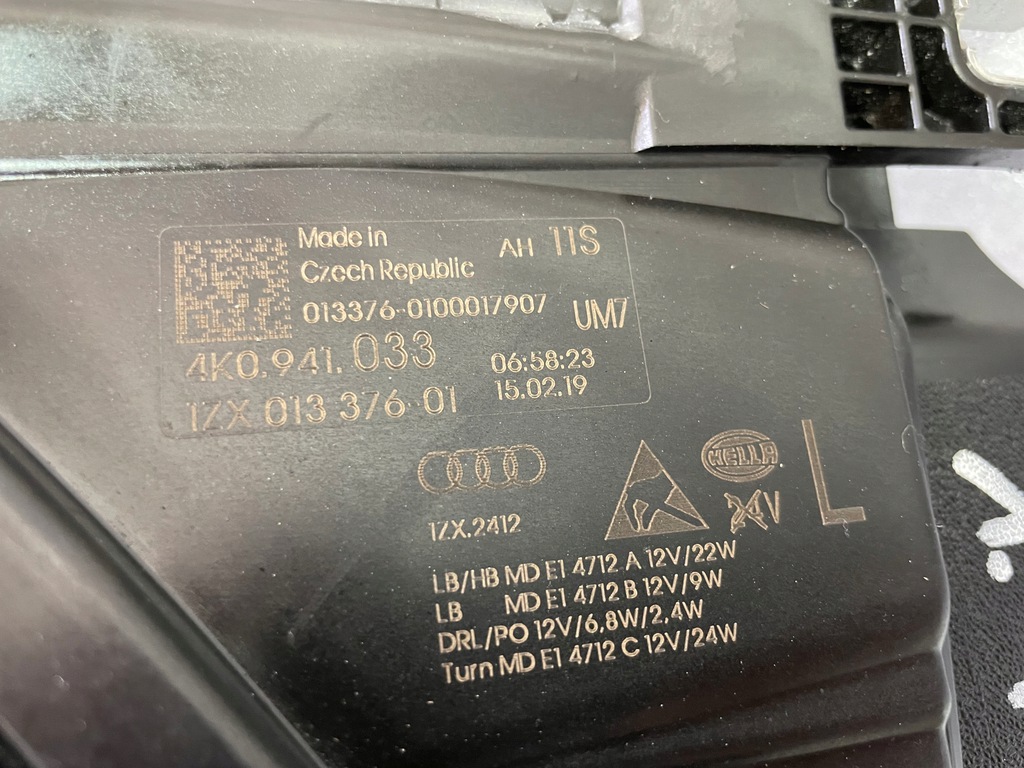 Made in
Czech Republic
AH 11S
013376-0100017907
UM7
4K0.941.033
06:58:23
1ZX 013 376-01
15.02.19
HELLA
24V
L
1ZX.2412
LB/HB MD E1 4712 A 12V/22W
LB MD E1 4712 B 12V/9W
DRL/PO 12V/6,8W/2,4W
Turn MD E1 4712 C 12V/24W